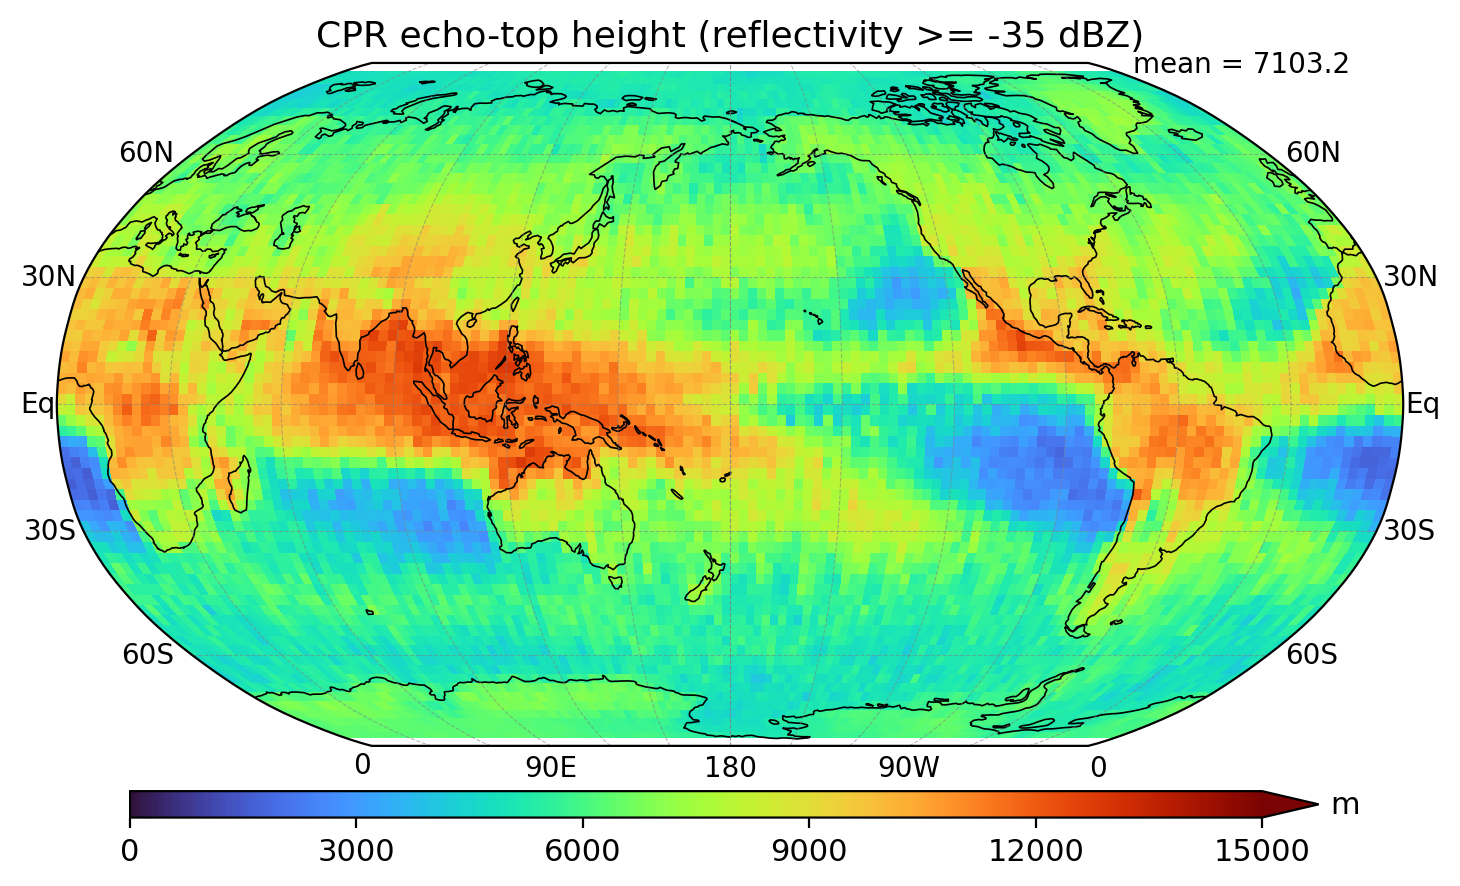 CPR echo-top height (reflectivity >= -35 dBZ)
mean = 7103.2
60N 60N
30N 30N
Eq Eq
30S 30S
60S 60S
0 90E 180 90W 0
m
0 3000 6000 9000 12000 15000